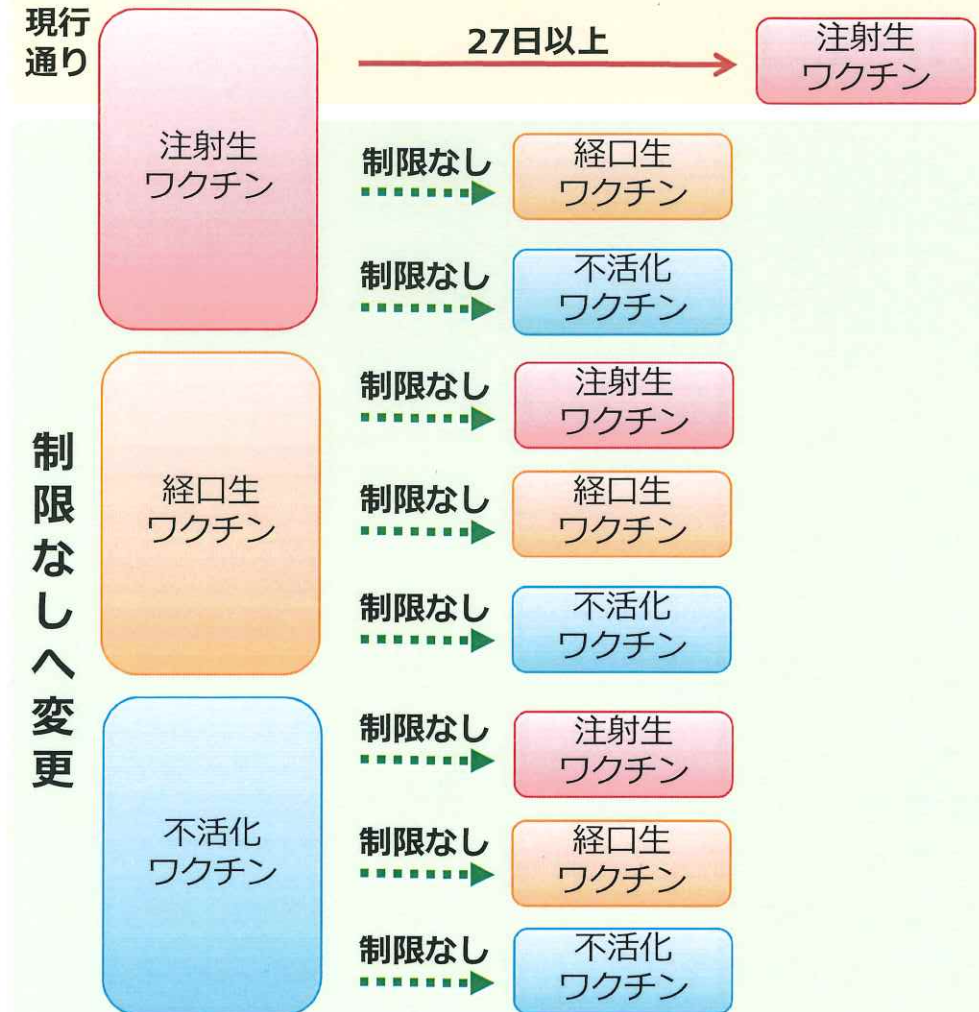 現行
通り
27日以上
注射生
ワクチン
注射生
ワクチン
制限なし
経口生
ワクチン
制限なし
不活化
ワクチン
制限なしへ変更
経口生
ワクチン
制限なし
注射生
ワクチン
制限なし
経口生
ワクチン
制限なし
不活化
ワクチン
不活化
ワクチン
制限なし
注射生
ワクチン
制限なし
経口生
ワクチン
制限なし
不活化
ワクチン